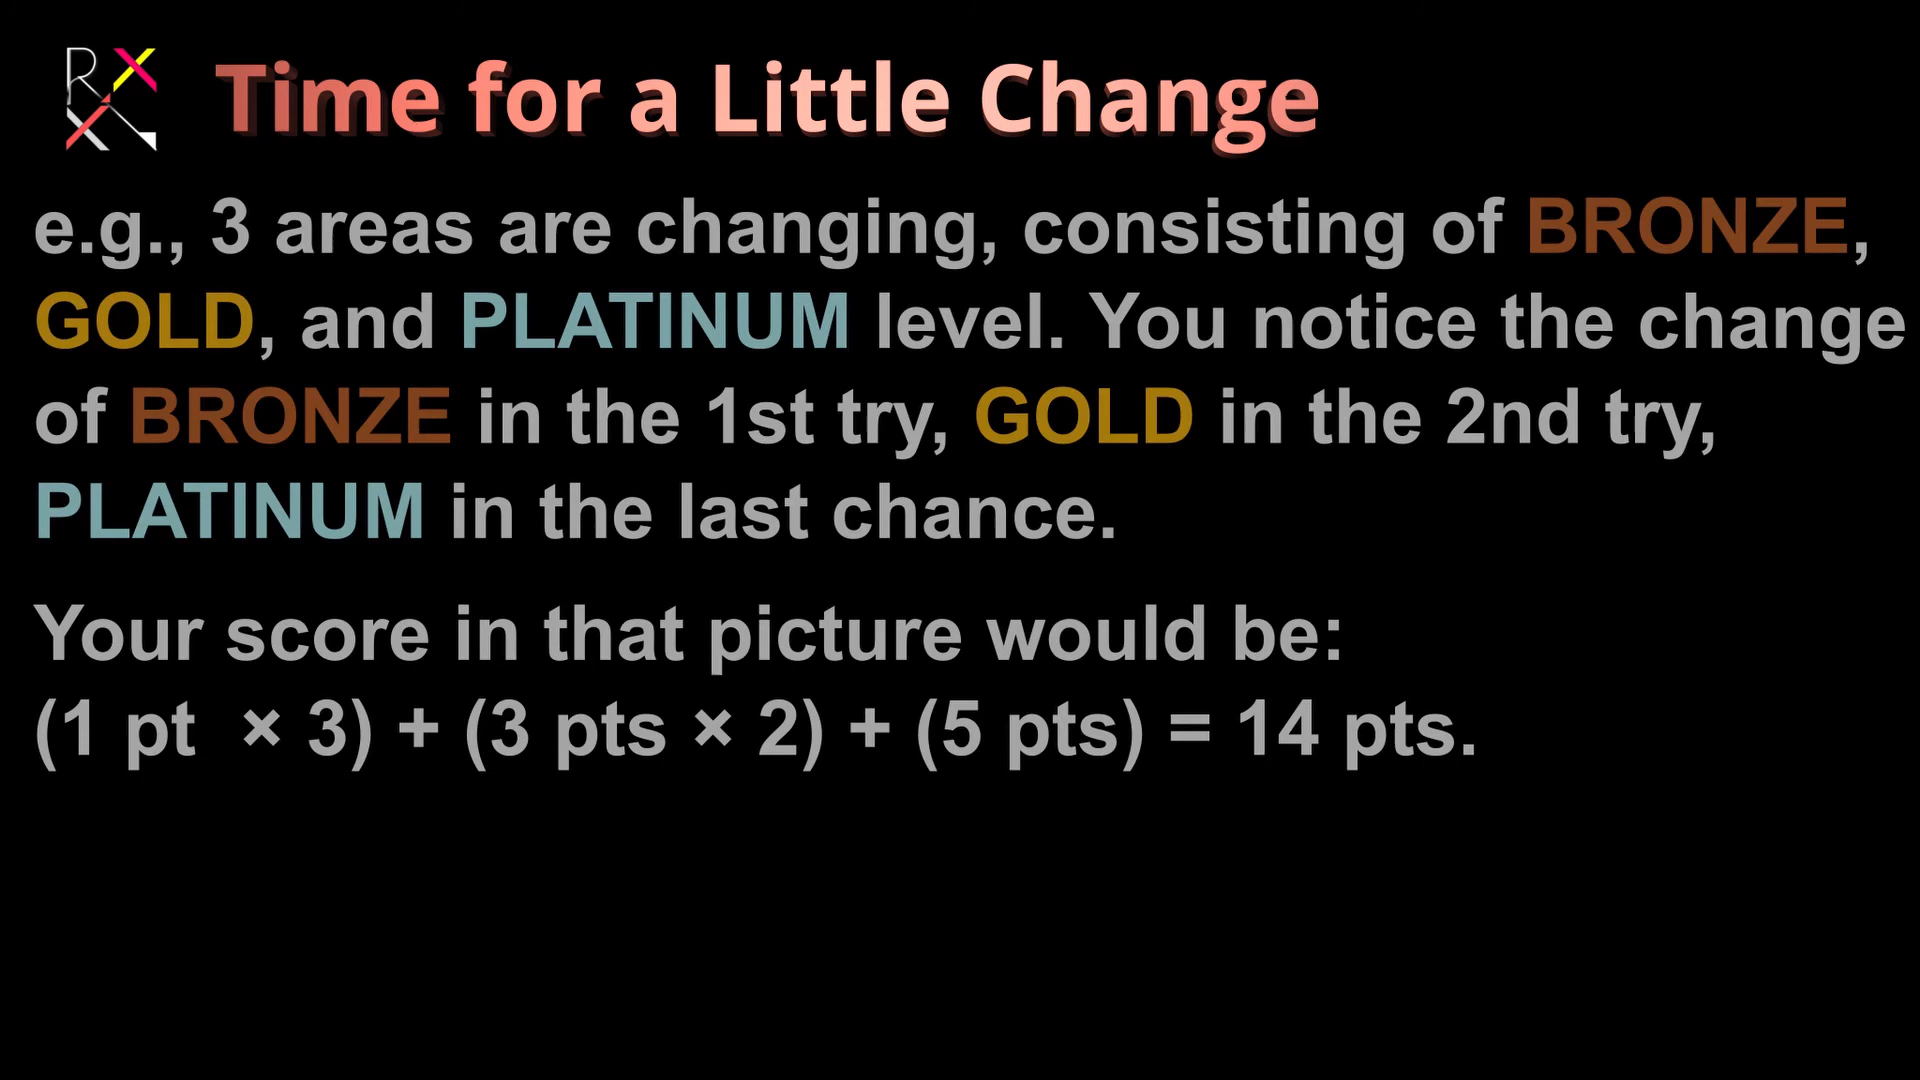 RX
Time for a Little Change
e.g., 3 areas are changing, consisting of BRONZE,
GOLD, and PLATINUM level. You notice the change
of BRONZE in the 1st try, GOLD in the 2nd try,
PLATINUM in the last chance.
Your score in that picture would be:
(1 pt  × 3) + (3 pts × 2) + (5 pts) = 14 pts.